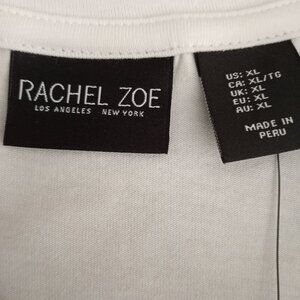 RACHEL ZOE
LOS ANGELES NEW YORK
US: XL
CA: XL/TG
UK: XL
EU: XL
AU: XL
MADE IN
PERU